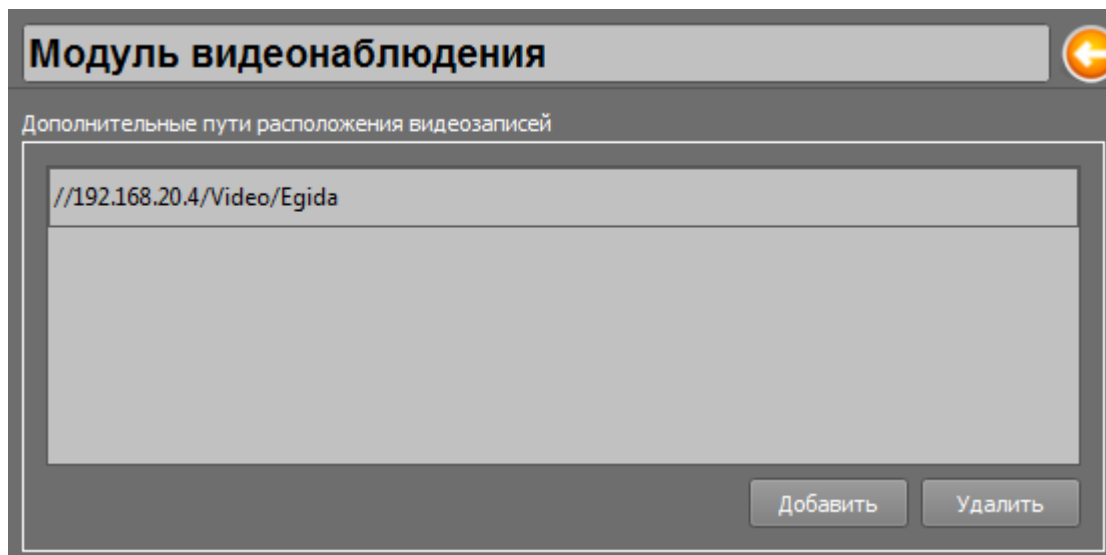 Модуль видеонаблюдения
Дополнительные пути расположения видеозаписей
//192.168.20.4/Video/Egida
Добавить Удалить